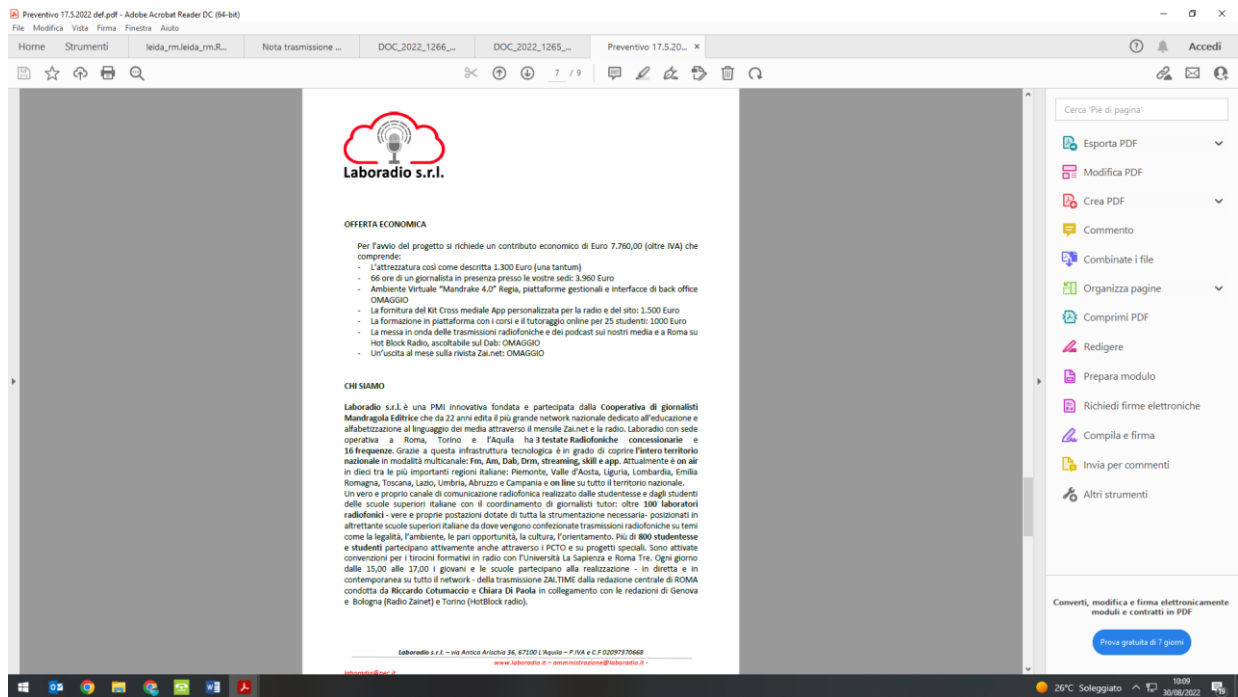 Preventivo 17.5.2022 def.pdf - Adobe Acrobat Reader DC (64-bit)
File Modifica Vista Firma Finestra Aiuto
Home Strumenti leida_rm.leida_rm.R... Nota trasmissione ... DOC_2022_1266_... DOC_2022_1265_... Preventivo 17.5.20... × Accedi
7 / 9
Laboradio s.r.l.
OFFERTA ECONOMICA
Per l'avvio del progetto si richiede un contributo economico di Euro 7.760,00 (oltre IVA) che
comprende:
- L'attrezzatura così come descritta 1.300 Euro (una tantum)
- 66 ore di un giornalista in presenza presso le vostre sedi: 3.960 Euro
- Ambiente Virtuale "Mandrake 4.0" Regia, piattaforme gestionali e interfacce di back office
OMAGGIO
- La fornitura del Kit Cross mediale App personalizzata per la radio e del sito: 1.500 Euro
- La formazione in piattaforma con i corsi e il tutoraggio online per 25 studenti: 1000 Euro
- La messa in onda delle trasmissioni radiofoniche e dei podcast sui nostri media e a Roma su
Hot Block Radio, ascoltabile sul Dab: OMAGGIO
- Un'uscita al mese sulla rivista Zai.net: OMAGGIO
CHI SIAMO
Laboradio s.r.l. è una PMI innovativa fondata e partecipata dalla Cooperativa di giornalisti
Mandragola Editrice che da 22 anni edita il più grande network nazionale dedicato all'educazione e
alfabetizzazione al linguaggio dei media attraverso il mensile Zai.net e la radio. Laboradio con sede
operativa a Roma, Torino e l'Aquila ha 3 testate Radiofoniche concessionarie e
16 frequenze. Grazie a questa infrastruttura tecnologica è in grado di coprire l'intero territorio
nazionale in modalità multicanale: Fm, Am, Dab, Drm, streaming, skill e app. Attualmente è on air
in dieci tra le più importanti regioni italiane: Piemonte, Valle d'Aosta, Liguria, Lombardia, Emilia
Romagna, Toscana, Lazio, Umbria, Abruzzo e Campania e on line su tutto il territorio nazionale.
Un vero e proprio canale di comunicazione radiofonica realizzato dalle studentesse e dagli studenti
delle scuole superiori italiane con il coordinamento di giornalisti tutor: oltre 100 laboratori
radiofonici - vere e proprie postazioni dotate di tutta la strumentazione necessaria- posizionati in
altrettante scuole superiori italiane da dove vengono confezionate trasmissioni radiofoniche su temi
come la legalità, l'ambiente, le pari opportunità, la cultura, l'orientamento. Più di 800 studentesse
e studenti partecipano attivamente anche attraverso i PCTO e su progetti speciali. Sono attivate
convenzioni per i tirocini formativi in radio con l'Università La Sapienza e Roma Tre. Ogni giorno
dalle 15,00 alle 17,00 i giovani e le scuole partecipano alla realizzazione - in diretta e in
contemporanea su tutto il network - della trasmissione ZAI.TIME dalla redazione centrale di ROMA
condotta da Riccardo Cotumaccio e Chiara Di Paola in collegamento con le redazioni di Genova
e Bologna (Radio Zainet) e Torino (HotBlock radio).
Laboradio s.r.l. – via Antica Arischia 36, 67100 L'Aquila – P.IVA e C.F 02097370668
www.laboradio.it – amministrazione@laboradio.it -
laboradio@pec.it
Cerca 'Piè di pagina'
Esporta PDF
Modifica PDF
Crea PDF
Commento
Combinate i file
Organizza pagine
Comprimi PDF
Redigere
Prepara modulo
Richiedi firme elettroniche
Compila e firma
Invia per commenti
Altri strumenti
Converti, modifica e firma elettronicamente
moduli e contratti in PDF
Prova gratuita di 7 giorni
26°C Soleggiato
10:09
30/08/2022